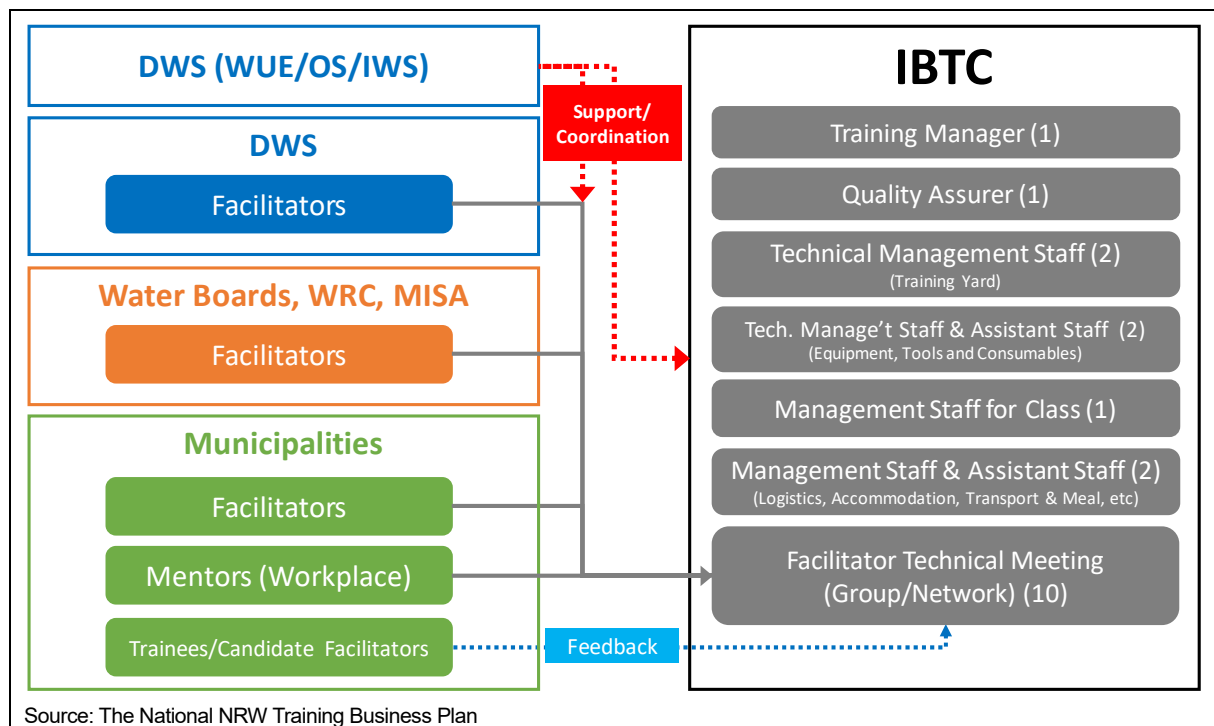 DWS (WUE/OS/IWS)
DWS
Facilitators
Water Boards, WRC, MISA
Facilitators
Municipalities
Facilitators
Mentors (Workplace)
Trainees/Candidate Facilitators
Support/
Coordination
Feedback
IBTC
Training Manager (1)
Quality Assurer (1)
Technical Management Staff (2)
(Training Yard)
Tech. Manage’t Staff & Assistant Staff (2)
(Equipment, Tools and Consumables)
Management Staff for Class (1)
Management Staff & Assistant Staff (2)
(Logistics, Accommodation, Transport & Meal, etc)
Facilitator Technical Meeting
(Group/Network) (10)
Source: The National NRW Training Business Plan